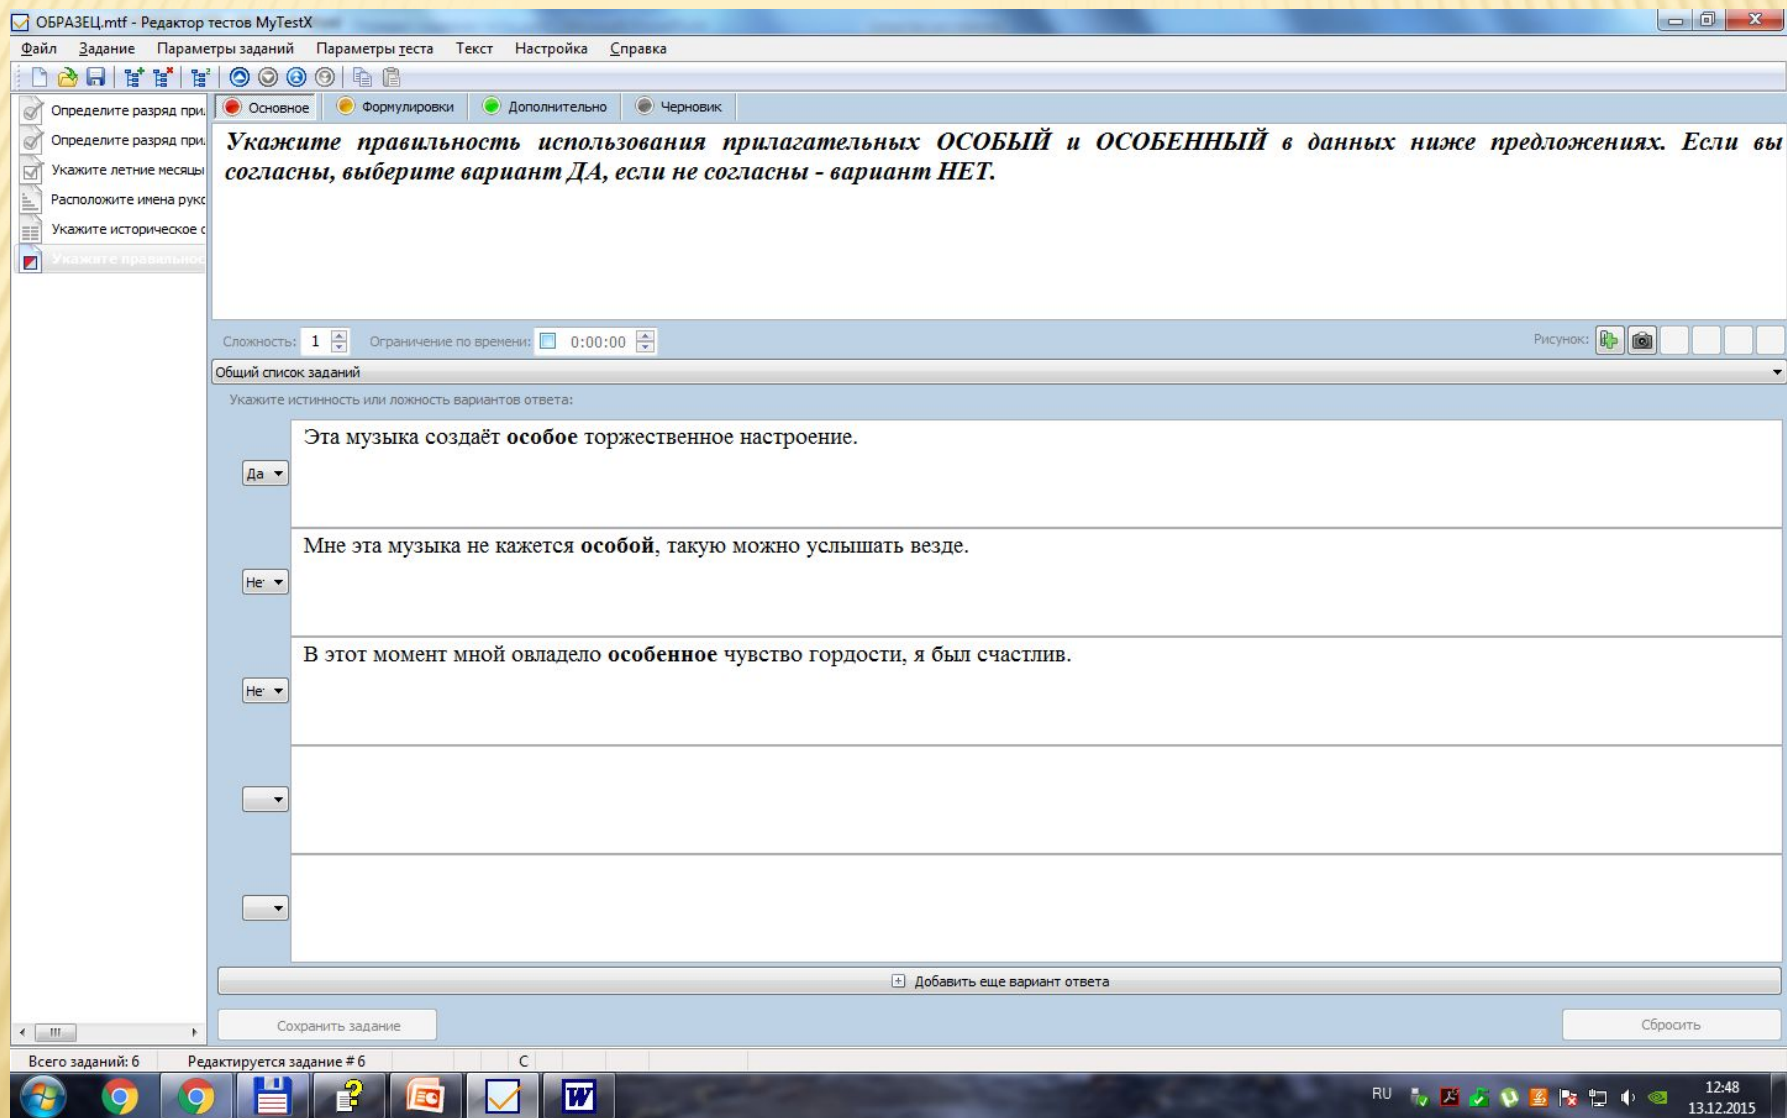 ОБРАЗЕЦ.mtf - Редактор тестов MyTestX
Файл Задание Параметры заданий Параметры теста Текст Настройка Справка
Определите разряд при
Определите разряд при
Укажите летние месяцы
Расположите имена руко
Укажите историческое с
Укажите правильнос
Основное Формулировки Дополнительно Черновик
Укажите правильность использования прилагательных ОСОБЫЙ и ОСОБЕННЫЙ в данных ниже предложениях. Если вы
согласны, выберите вариант ДА, если не согласны - вариант НЕТ.
Сложность: 1 Ограничение по времени: 0:00:00 Рисунок:
Общий список заданий
Укажите истинность или ложность вариантов ответа:
Эта музыка создаёт особое торжественное настроение.
Да
Мне эта музыка не кажется особой, такую можно услышать везде.
Не
В этот момент мной овладело особенное чувство гордости, я был счастлив.
Не
Добавить еще вариант ответа
Сохранить задание Сбросить
Всего заданий: 6 Редактируется задание # 6 С
RU 12:48
13.12.2015